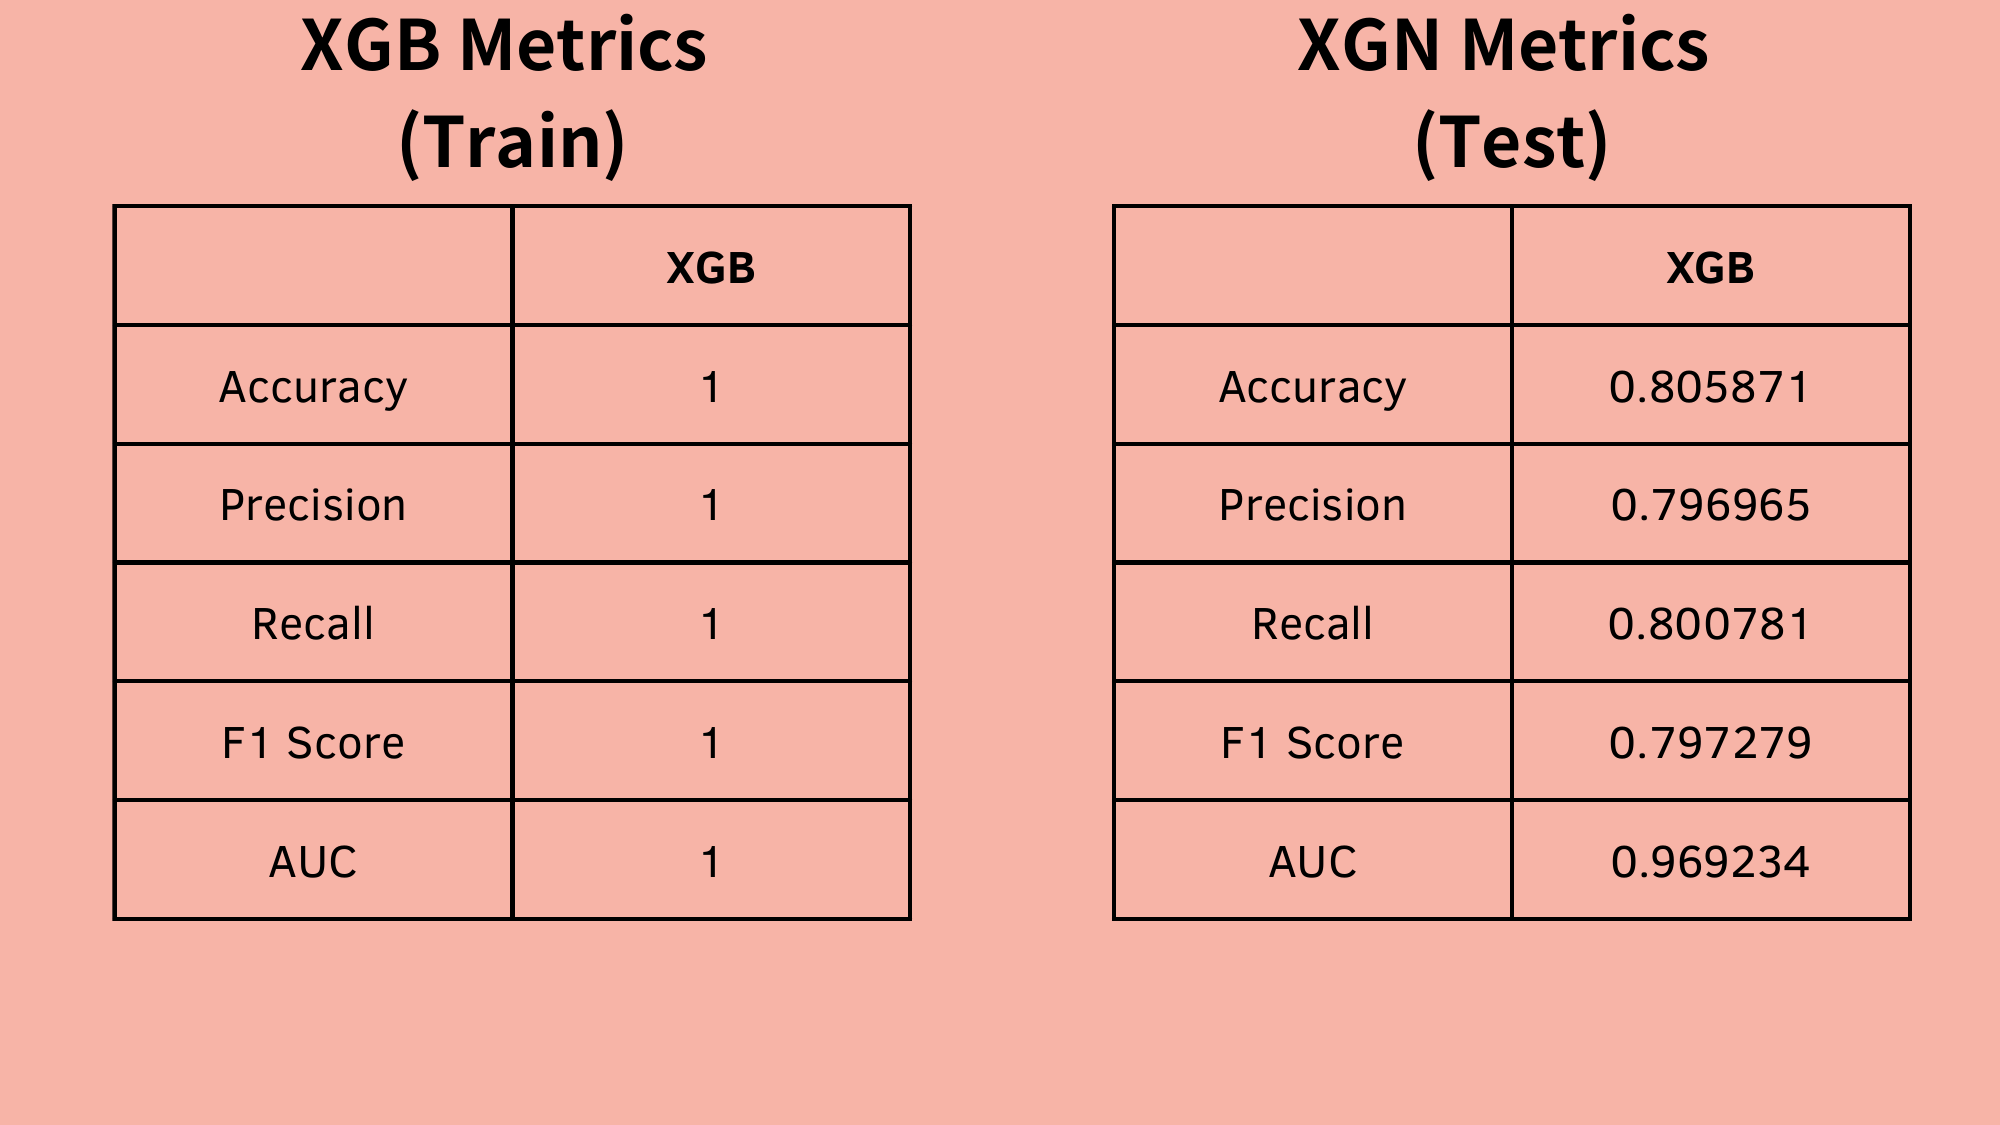 XGB Metrics
(Train)
XGB
Accuracy 1
Precision 1
Recall 1
F1 Score 1
AUC 1
XGN Metrics
(Test)
XGB
Accuracy 0.805871
Precision 0.796965
Recall 0.800781
F1 Score 0.797279
AUC 0.969234